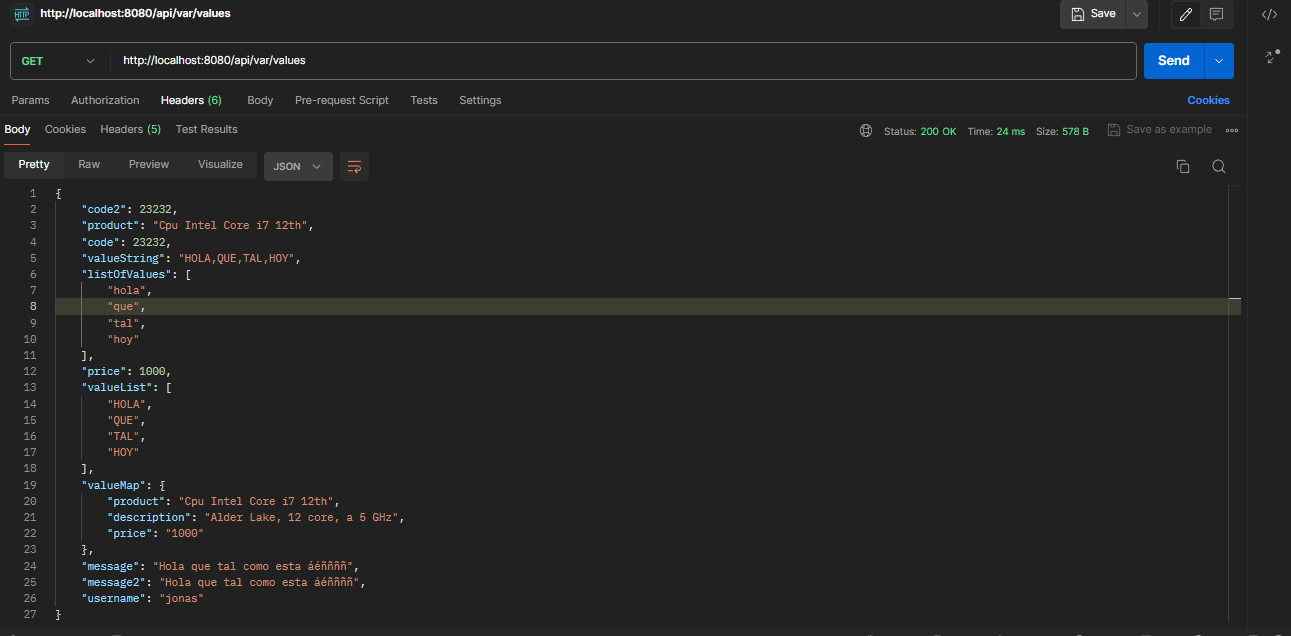 HTTP http://localhost:8080/api/var/values Save
GET http://localhost:8080/api/var/values Send
Params Authorization Headers (6) Body Pre-request Script Tests Settings Cookies
Body Cookies Headers (5) Test Results Status: 200 OK Time: 24 ms Size: 578 B Save as example
Pretty Raw Preview Visualize JSON
1 {
2 "code2": 23232,
3 "product": "Cpu Intel Core i7 12th",
4 "code": 23232,
5 "valueString": "HOLA,QUE,TAL,HOY",
6 "listOfValues": [
7 "hola",
8 "que",
9 "tal",
10 "hoy"
11 ],
12 "price": 1000,
13 "valueList": [
14 "HOLA",
15 "QUE",
16 "TAL",
17 "HOY"
18 ],
19 "valueMap": {
20 "product": "Cpu Intel Core i7 12th",
21 "description": "Alder Lake, 12 core, a 5 GHz",
22 "price": "1000"
23 },
24 "message": "Hola que tal como esta áéñññññ",
25 "message2": "Hola que tal como esta áéñññññ",
26 "username": "jonas"
27 }